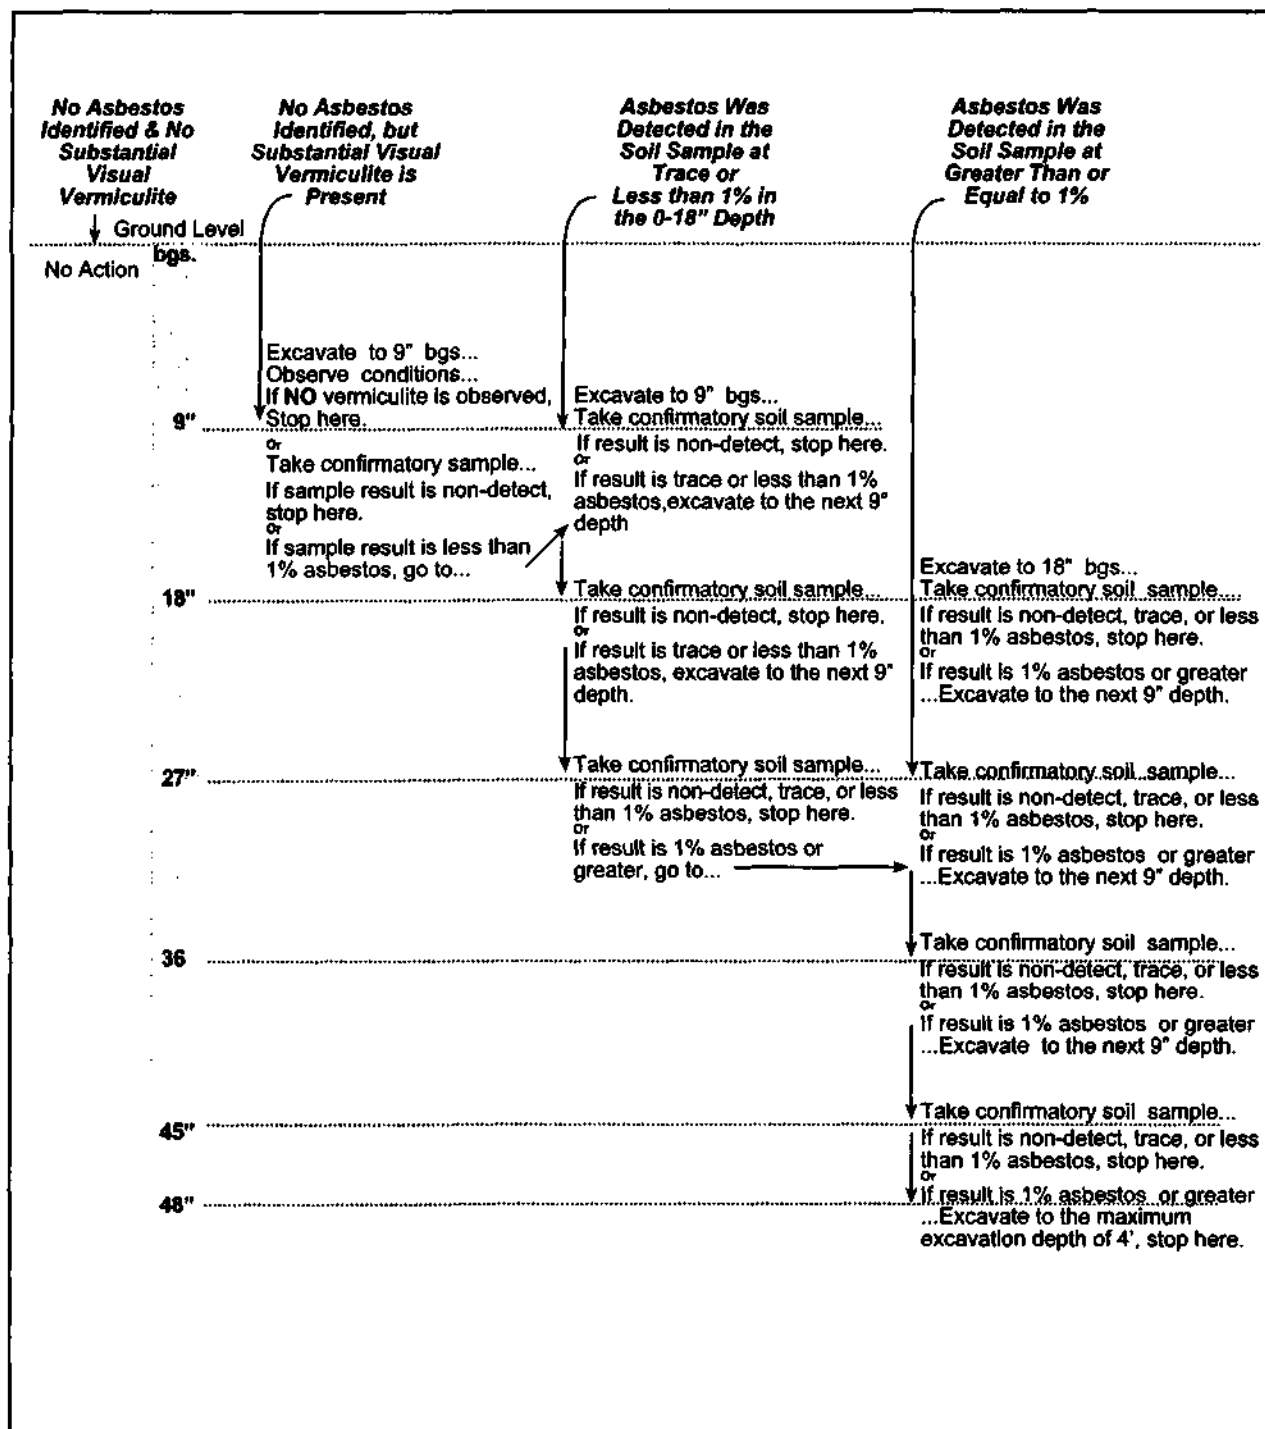 No Asbestos
Identified & No
Substantial
Visual
Vermiculite
No Asbestos
Identified, but
Substantial Visual
Vermiculite is
Present
Asbestos Was
Detected in the
Soil Sample at
Trace or
Less than 1% in
the 0-18" Depth
Asbestos Was
Detected in the
Soil Sample at
Greater Than or
Equal to 1%
Ground Level
bgs.
No Action
9"
18"
27"
36
45"
48"
Excavate to 9" bgs...
Observe conditions...
If NO vermiculite is observed,
Stop here.
Or
Take confirmatory sample...
If sample result is non-detect,
stop here.
Or
If sample result is less than
1% asbestos, go to...
Excavate to 9" bgs...
Take confirmatory soil sample...
If result is non-detect, stop here.
Or
If result is trace or less than 1%
asbestos,excavate to the next 9"
depth
Take confirmatory soil sample...
If result is non-detect, stop here.
Or
If result is trace or less than 1%
asbestos, excavate to the next 9"
depth.
Take confirmatory soil sample...
If result is non-detect, trace, or less
than 1% asbestos, stop here.
Or
If result is 1% asbestos or
greater, go to...
Excavate to 18" bgs...
Take confirmatory soil sample....
If result is non-detect, trace, or less
than 1% asbestos, stop here.
Or
If result is 1% asbestos or greater
...Excavate to the next 9" depth.
Take confirmatory soil sample...
If result is non-detect, trace, or less
than 1% asbestos, stop here.
Or
If result is 1% asbestos or greater
...Excavate to the next 9" depth.
Take confirmatory soil sample...
If result is non-detect, trace, or less
than 1% asbestos, stop here.
Or
If result is 1% asbestos or greater
...Excavate to the next 9" depth.
Take confirmatory soil sample...
If result is non-detect, trace, or less
than 1% asbestos, stop here.
Or
If result is 1% asbestos or greater
...Excavate to the maximum
excavation depth of 4', stop here.